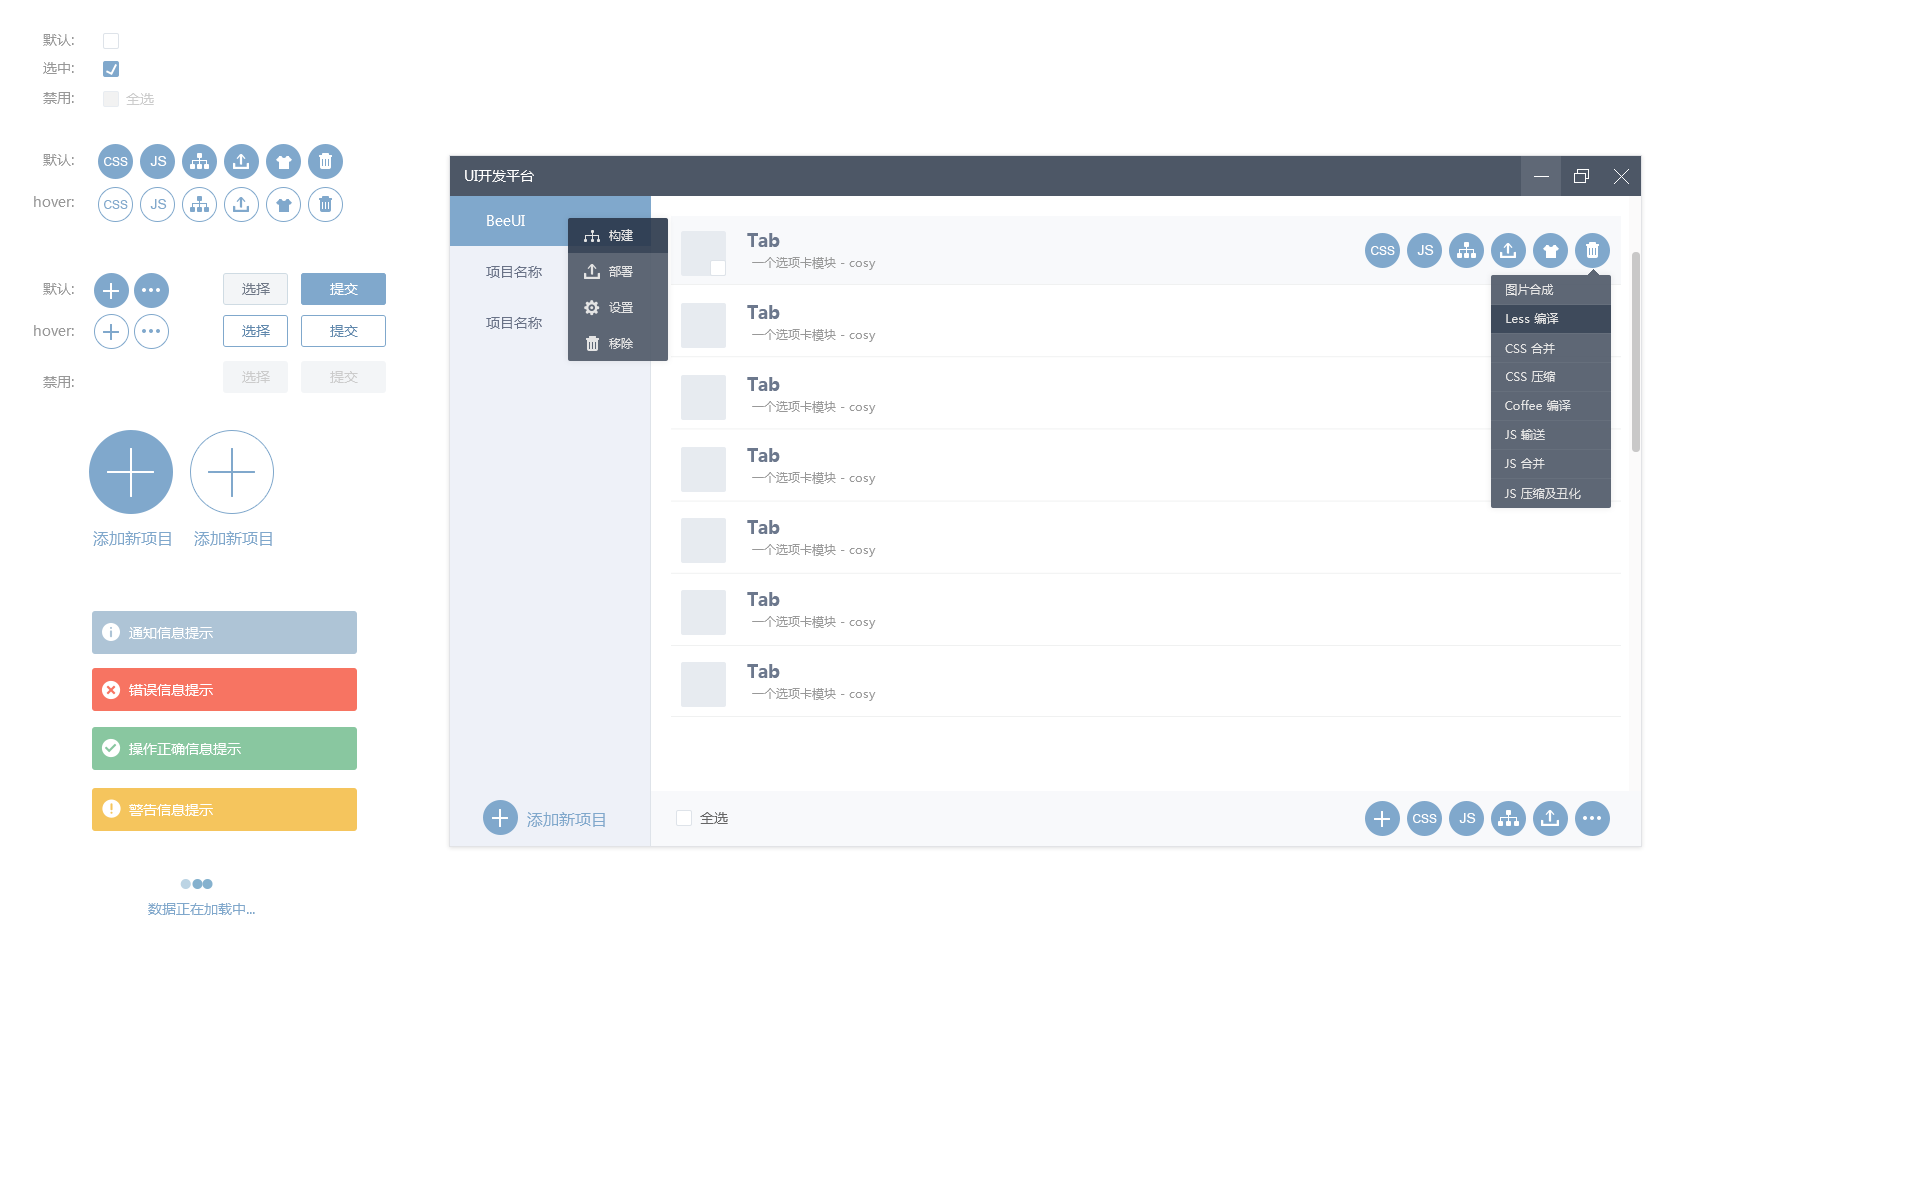 默认:
选中:
禁用: 全选
默认: CSS JS
hover: CSS JS
默认: 选择 提交
hover: 选择 提交
禁用: 选择 提交
添加新项目 添加新项目
通知信息提示
错误信息提示
操作正确信息提示
警告信息提示
数据正在加载中...
UI开发平台
BeeUI
项目名称
项目名称
构建
部署
设置
移除
添加新项目
Tab
一个选项卡模块 - cosy
CSS JS
Tab
一个选项卡模块 - cosy
Tab
一个选项卡模块 - cosy
Tab
一个选项卡模块 - cosy
Tab
一个选项卡模块 - cosy
Tab
一个选项卡模块 - cosy
Tab
一个选项卡模块 - cosy
图片合成
Less 编译
CSS 合并
CSS 压缩
Coffee 编译
JS 输送
JS 合并
JS 压缩及丑化
全选
CSS JS